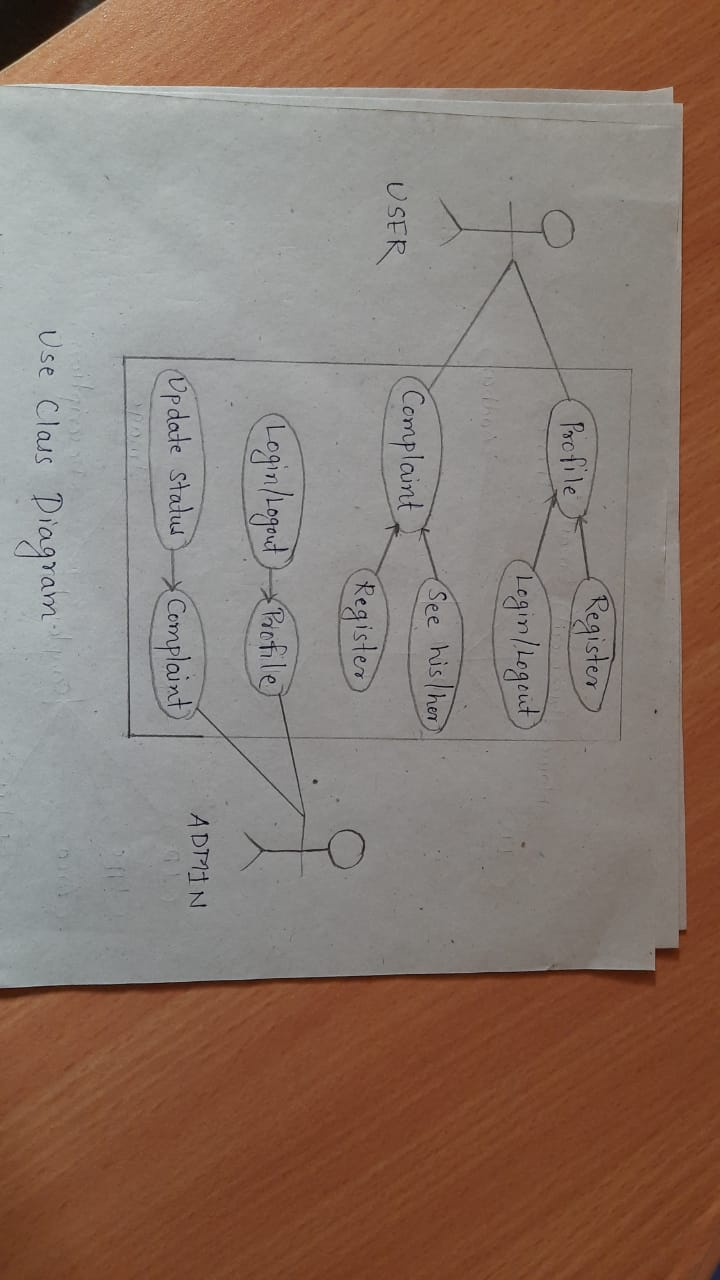 Register
Profile
Login/Logout
USER
See his/her
Complaint
Register
Login/Logout
Profile
ADMIN
Update Status
Complaint
Use Class Diagram